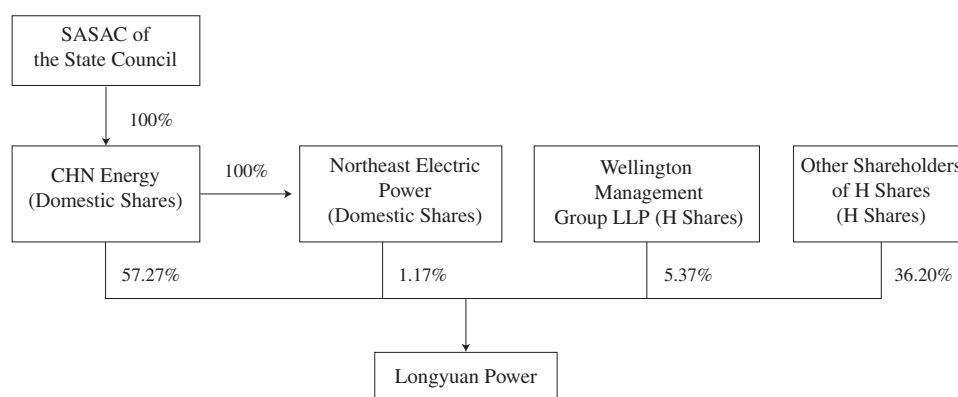 SASAC of
the State Council
100%
CHN Energy
(Domestic Shares)
100%
Northeast Electric
Power
(Domestic Shares)
Wellington
Management
Group LLP (H Shares)
Other Shareholders
of H Shares
(H Shares)
57.27%
1.17%
5.37%
36.20%
Longyuan Power